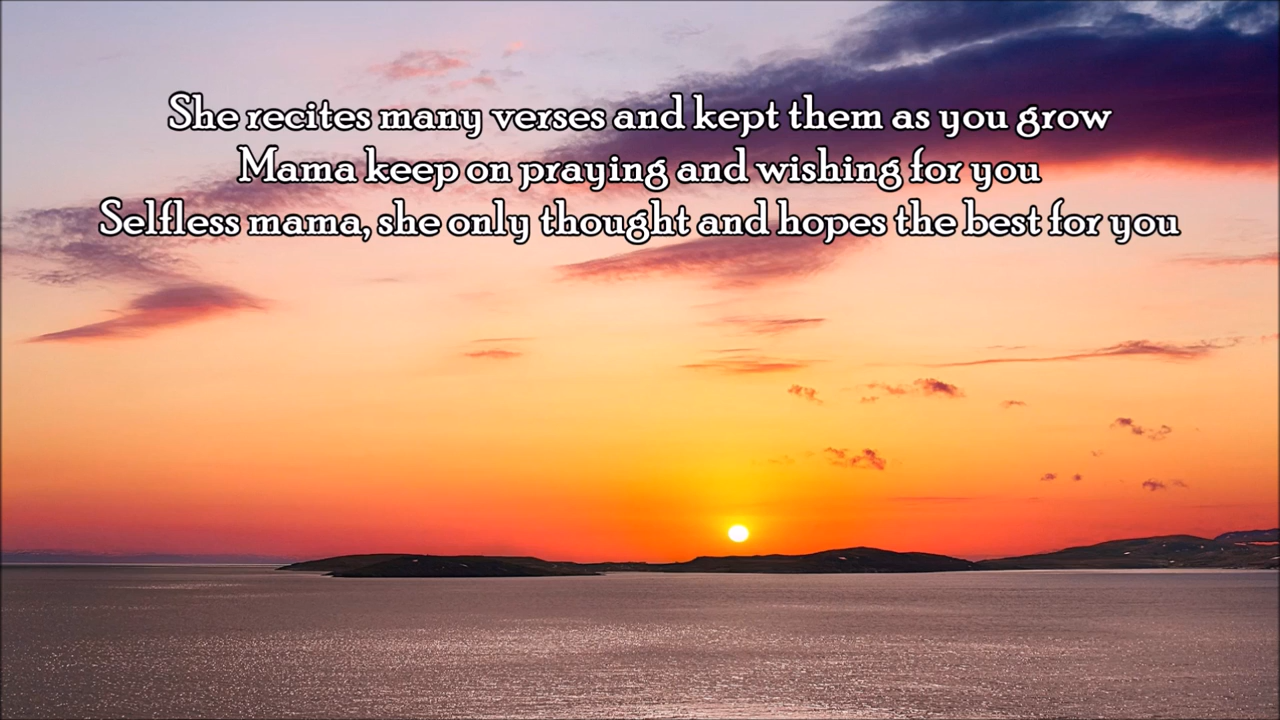 She recites many verses and kept them as you grow
Mama keep on praying and wishing for you
Selfless mama, she only thought and hopes the best for you